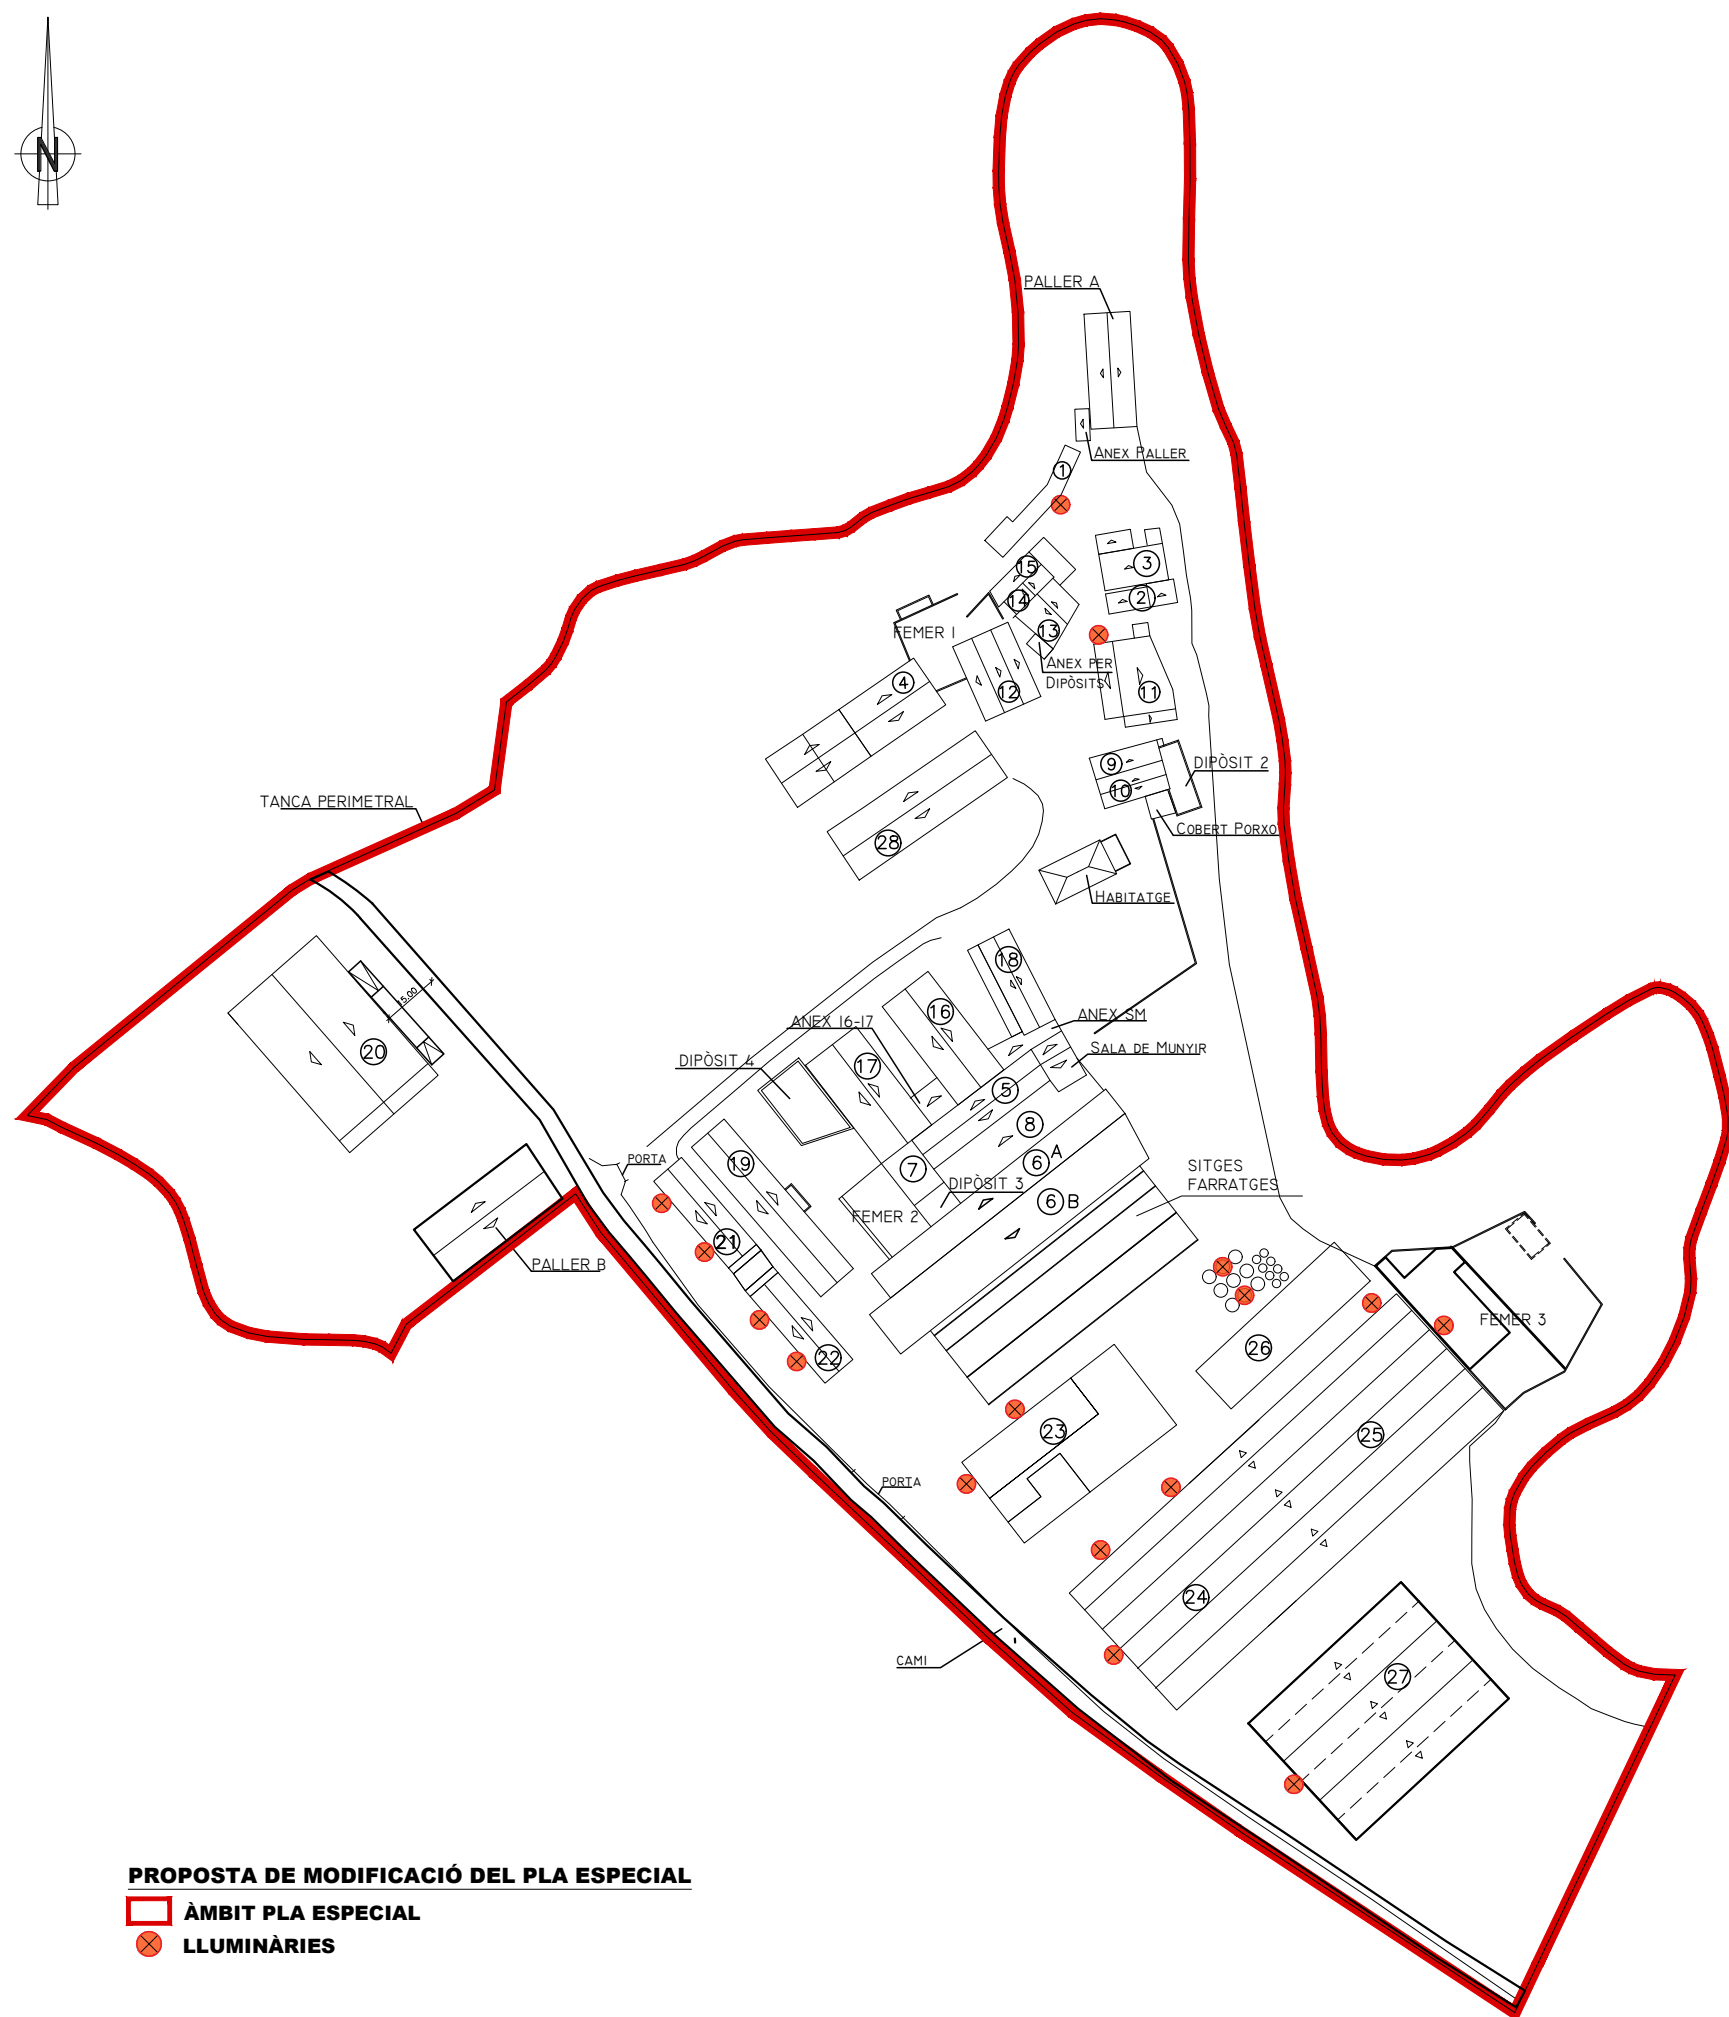 N
PALLER A
ANEX PALLER
1
3
15
2
14
13
FEMER 1
ANEX PER
DIPÒSITS
4
12
11
9
DIPÒSIT 2
10
TANCA PERIMETRAL
COBERT PORXO
28
HABITATGE
18
5.00
16
ANEX SM
ANEX 16-17
20
SALA DE MUNYIR
DIPÒSIT 4
17
5
8
PORTA
19
7
6 A
SITGES
FARRATGES
DIPÒSIT 3
6 B
FEMER 2
21
PALLER B
FEMER 3
26
22
23
25
PORTA
24
CAMI
27
PROPOSTA DE MODIFICACIÓ DEL PLA ESPECIAL
ÀMBIT PLA ESPECIAL
LLUMINÀRIES